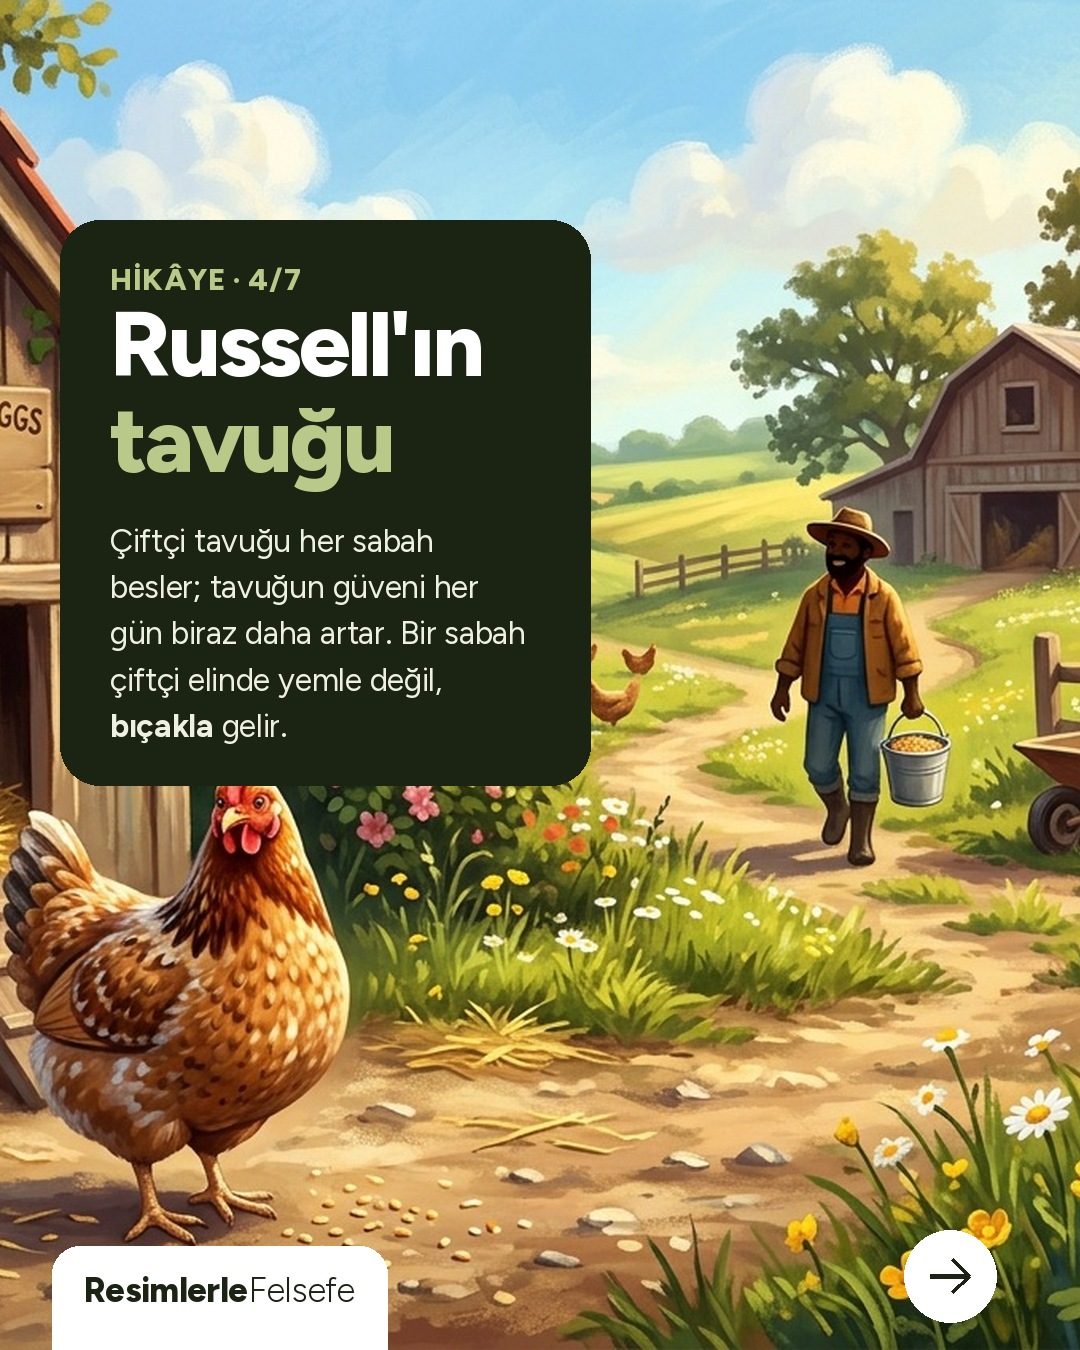 HİKÂYE · 4/7
Russell'ın
tavuğu
Çiftçi tavuğu her sabah
besler; tavuğun güveni her
gün biraz daha artar. Bir sabah
çiftçi elinde yemle değil,
bıçakla gelir.
GGS
ResimlerleFelsefe